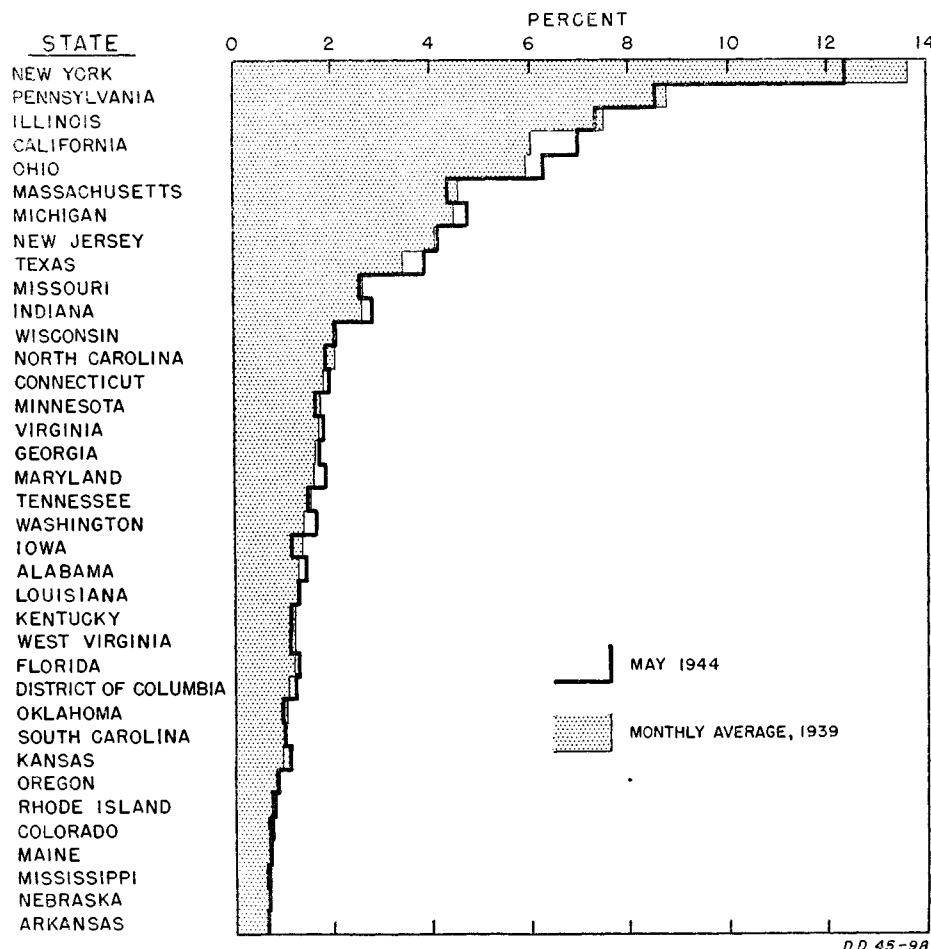 PERCENT
STATE
0 2 4 6 8 10 12 14
NEW YORK
PENNSYLVANIA
ILLINOIS
CALIFORNIA
OHIO
MASSACHUSETTS
MICHIGAN
NEW JERSEY
TEXAS
MISSOURI
INDIANA
WISCONSIN
NORTH CAROLINA
CONNECTICUT
MINNESOTA
VIRGINIA
GEORGIA
MARYLAND
TENNESSEE
WASHINGTON
IOWA
ALABAMA
LOUISIANA
KENTUCKY
WEST VIRGINIA
FLORIDA
DISTRICT OF COLUMBIA
OKLAHOMA
SOUTH CAROLINA
KANSAS
OREGON
RHODE ISLAND
COLORADO
MAINE
MISSISSIPPI
NEBRASKA
ARKANSAS
MAY 1944
MONTHLY AVERAGE, 1939
D.D. 45-98